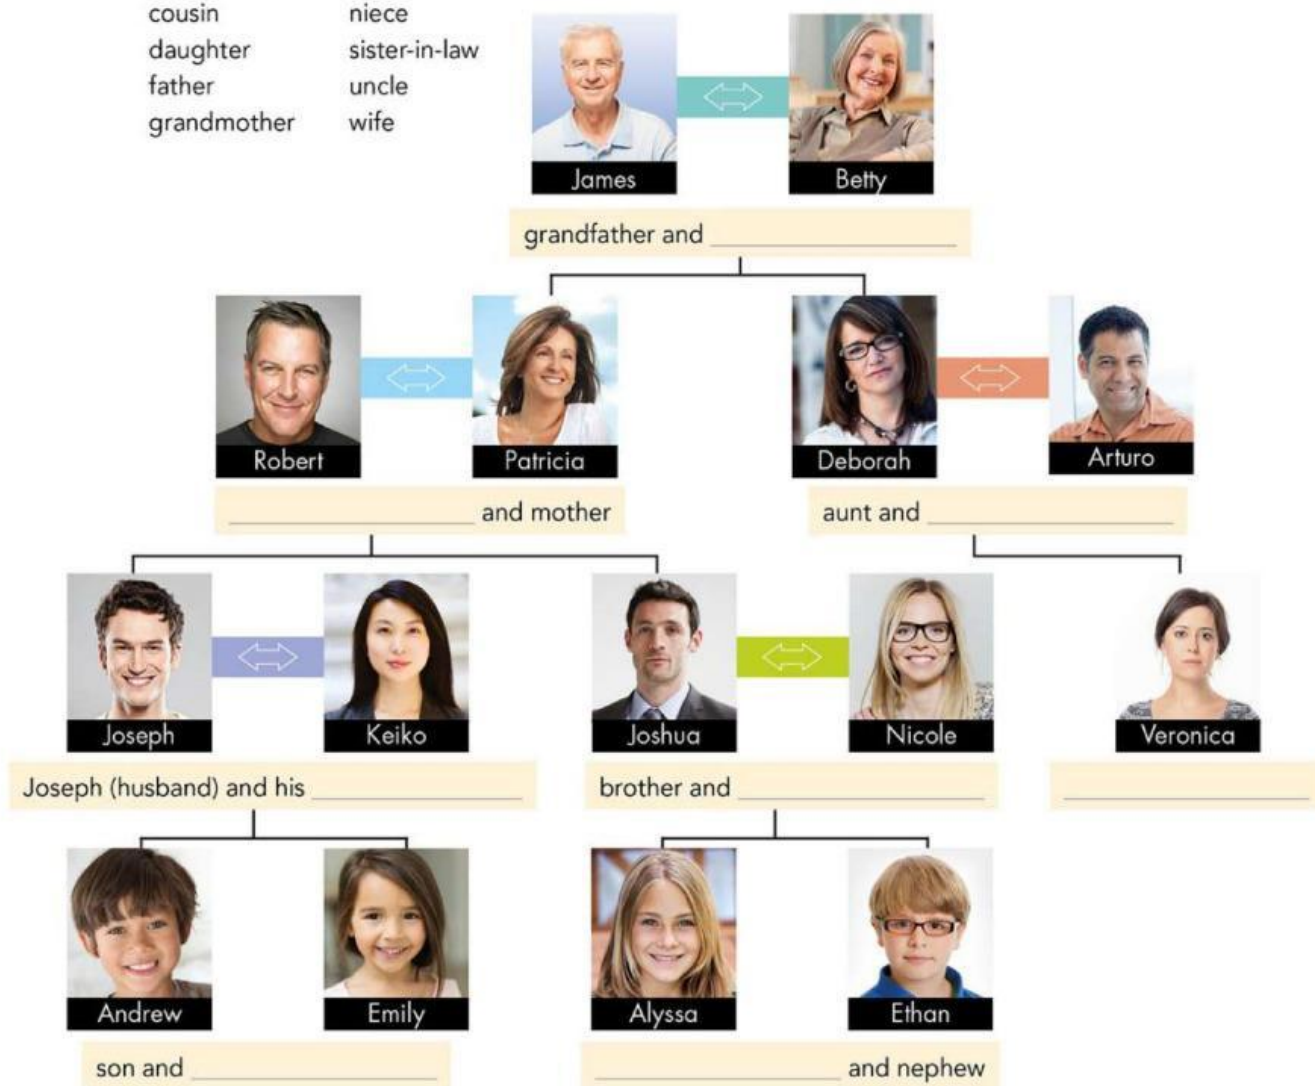 cousin niece
daughter sister-in-law
father uncle
grandmother wife
James Betty
grandfather and
Robert Patricia Deborah Arturo
and mother aunt and
Joseph Keiko Joshua Nicole Veronica
Joseph (husband) and his brother and
Andrew Emily Alyssa Ethan
son and and nephew